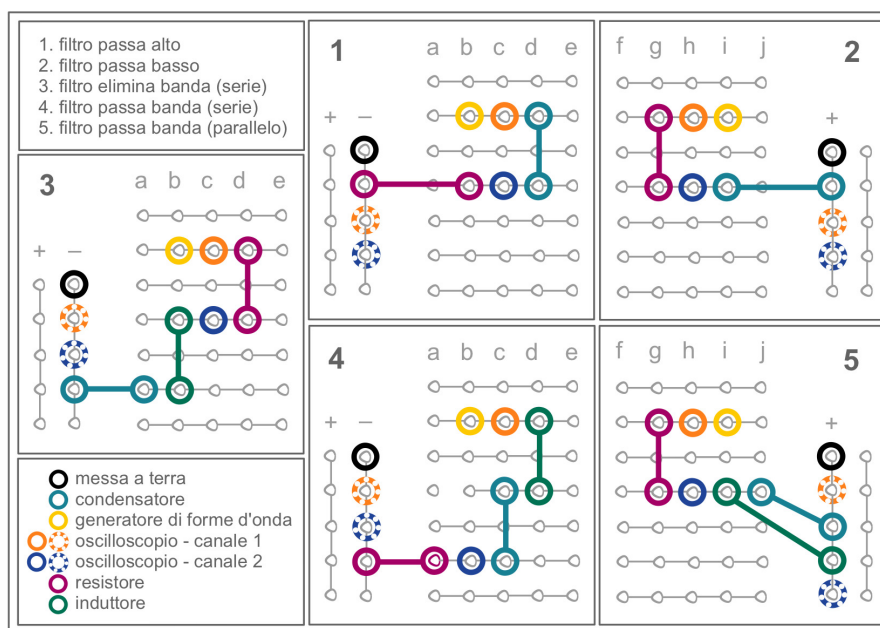 1. filtro passa alto
2. filtro passa basso
3. filtro elimina banda (serie)
4. filtro passa banda (serie)
5. filtro passa banda (parallelo)
1
a b c d e
+ –
2
f g h i j
+
3
a b c d e
+ –
4
a b c d e
+ –
5
f g h i j
+
messa a terra
condensatore
generatore di forme d'onda
oscilloscopio - canale 1
oscilloscopio - canale 2
resistore
induttore